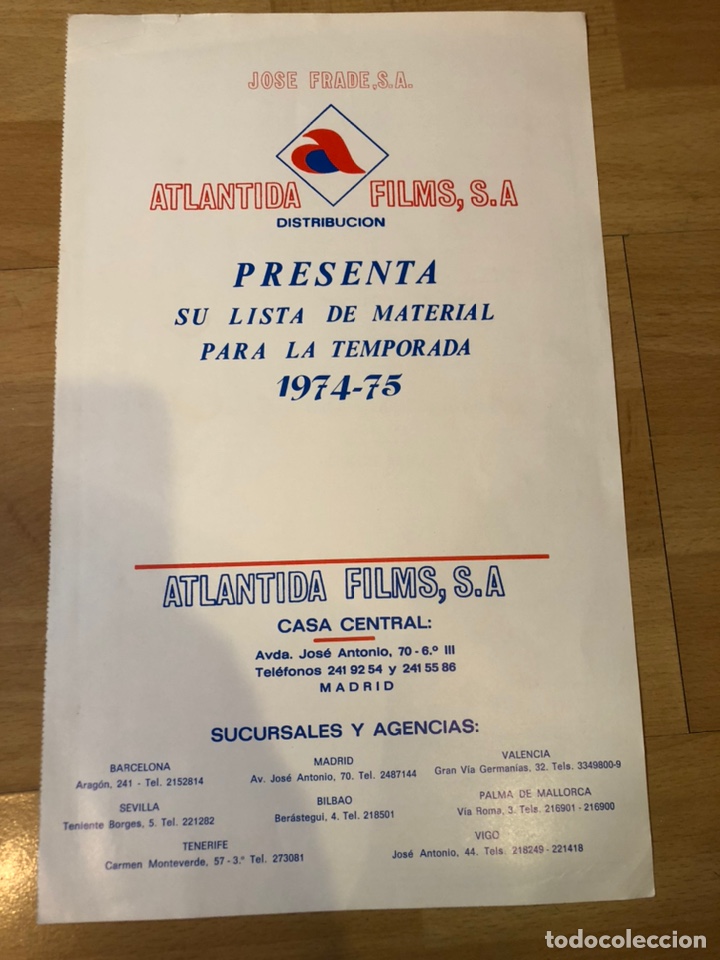 JOSE FRADE, S.A.
ATLANTIDA FILMS, S.A
DISTRIBUCION
PRESENTA
SU LISTA DE MATERIAL
PARA LA TEMPORADA
1974-75
ATLANTIDA FILMS, S.A
CASA CENTRAL:
Avda. José Antonio, 70 - 6.º III
Teléfonos 241 92 54 y 241 55 86
MADRID
SUCURSALES Y AGENCIAS:
BARCELONA
Aragón, 241 - Tel. 2152814
MADRID
Av. José Antonio, 70. Tel. 2487144
VALENCIA
Gran Vía Germanías, 32. Tels. 3349800-9
SEVILLA
Teniente Borges, 5. Tel. 221282
BILBAO
Berástegui, 4. Tel. 218501
PALMA DE MALLORCA
Vía Roma, 3. Tels. 216901 - 216900
TENERIFE
Carmen Monteverde, 57 - 3.º Tel. 273081
VIGO
José Antonio, 44. Tels. 218249 - 221418
todocoleccion
todocoleccion.net